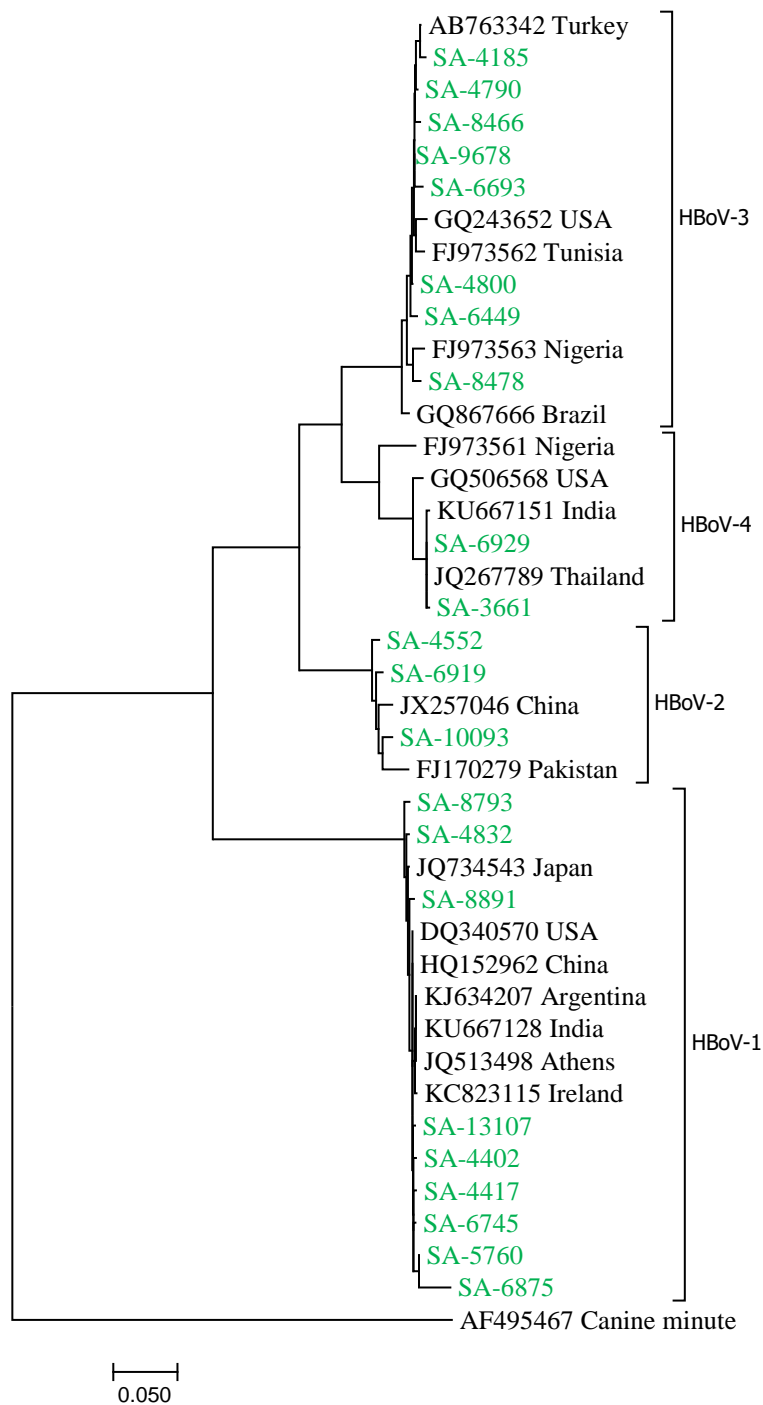 AB763342 Turkey
SA-4185
SA-4790
SA-8466
SA-9678
SA-6693
GQ243652 USA
HBoV-3
FJ973562 Tunisia
SA-4800
SA-6449
FJ973563 Nigeria
SA-8478
GQ867666 Brazil
FJ973561 Nigeria
GQ506568 USA
KU667151 India
HBoV-4
SA-6929
JQ267789 Thailand
SA-3661
SA-4552
SA-6919
JX257046 China
HBoV-2
SA-10093
FJ170279 Pakistan
SA-8793
SA-4832
JQ734543 Japan
SA-8891
DQ340570 USA
HQ152962 China
KJ634207 Argentina
KU667128 India
HBoV-1
JQ513498 Athens
KC823115 Ireland
SA-13107
SA-4402
SA-4417
SA-6745
SA-5760
SA-6875
AF495467 Canine minute
0.050